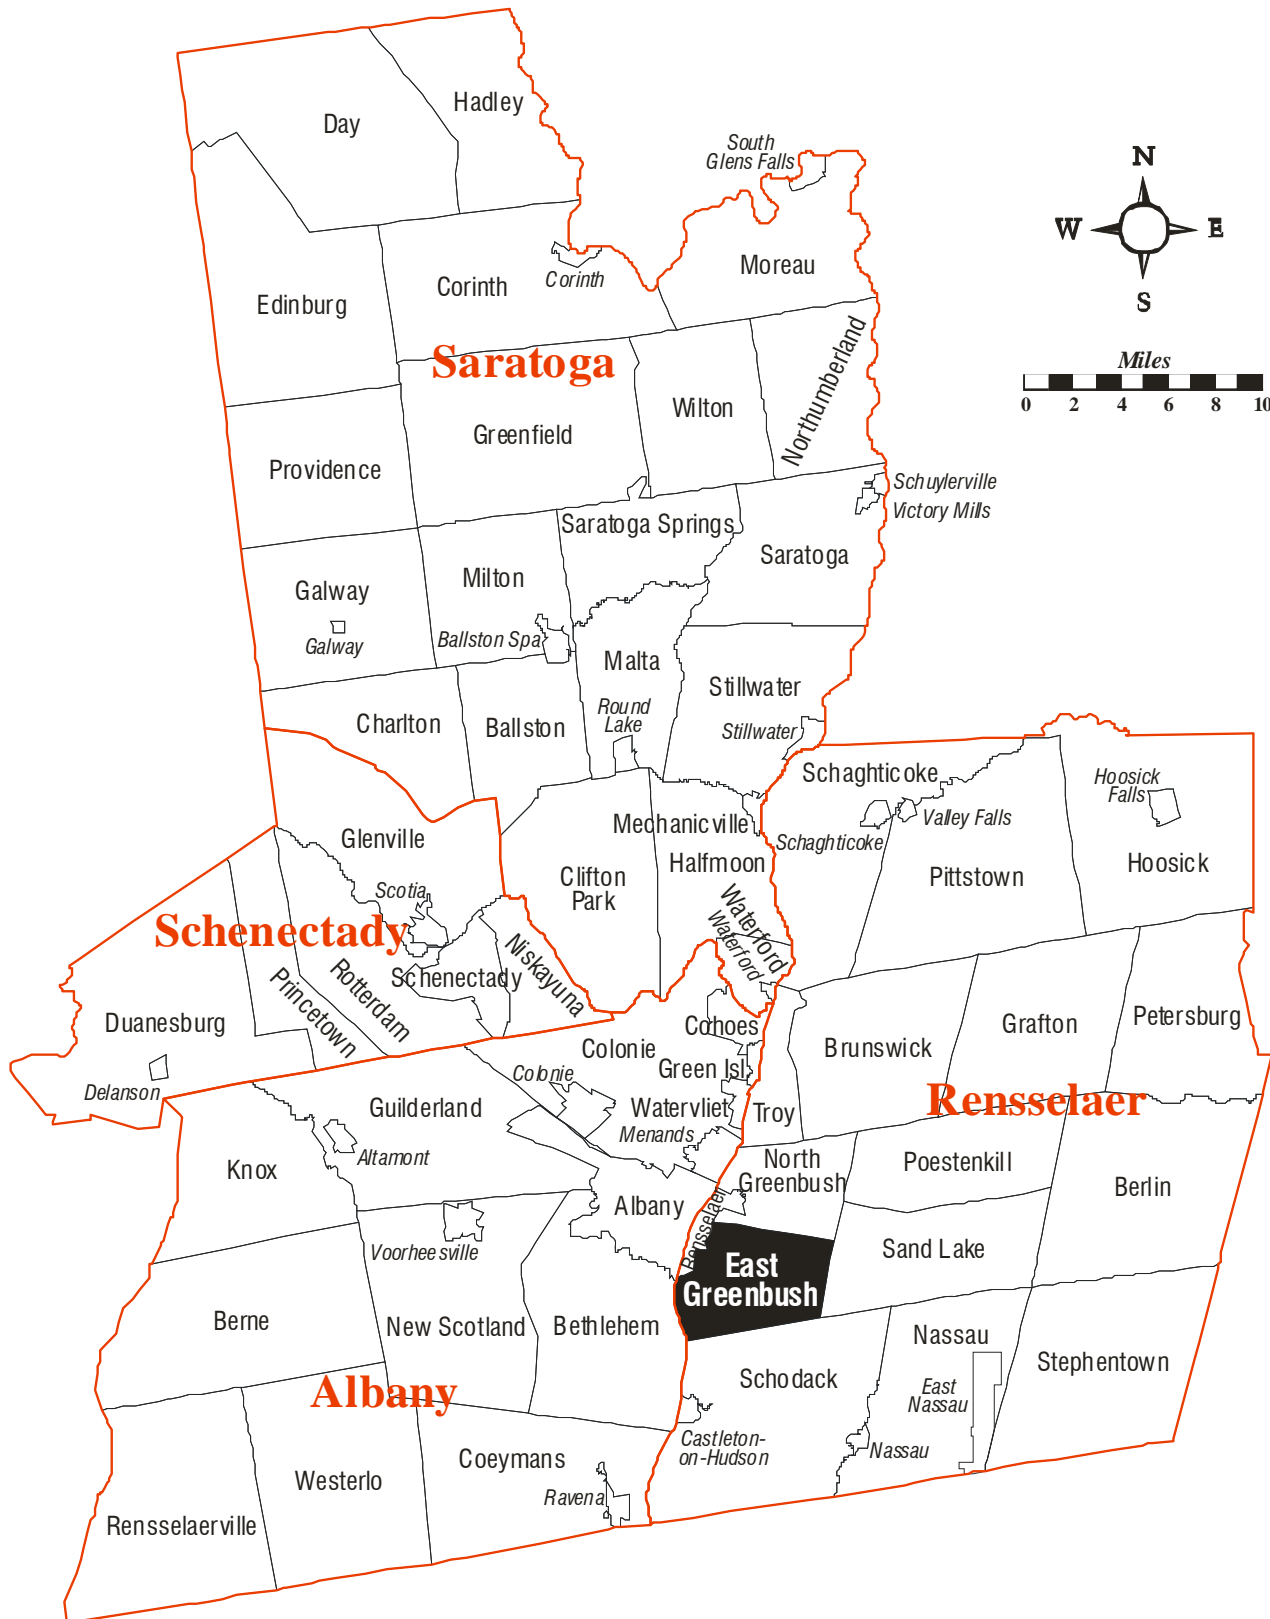 Hadley
Day
South
Glens Falls
N
W
E
S
Moreau
Corinth
Corinth
Edinburg
Miles
0 2 4 6 8 10
Saratoga
Northumberland
Wilton
Greenfield
Providence
Schuylerville
Victory Mills
Saratoga Springs
Saratoga
Milton
Galway
Galway
Ballston Spa
Malta
Stillwater
Round
Lake
Charlton
Ballston
Stillwater
Schaghticoke
Hoosick
Falls
Mechanicville
Valley Falls
Glenville
Schaghticoke
Halfmoon
Hoosick
Clifton
Park
Pittstown
Scotia
Waterford
Waterford
Schenectady
Niskayuna
Schenectady
Rotterdam
Princetown
Duanesburg
Cohoes
Grafton
Petersburg
Brunswick
Colonie
Green Isl.
Colonie
Delanson
Rensselaer
Guilderland
Watervliet
Troy
Menands
Altamont
Knox
North
Greenbush
Poestenkill
Berlin
Albany
Rensselaer
Voorheesville
Sand Lake
East
Greenbush
Berne
New Scotland
Bethlehem
Nassau
Stephentown
Schodack
Albany
East
Nassau
Castleton-
on-Hudson
Nassau
Coeymans
Westerlo
Ravena
Rensselaerville